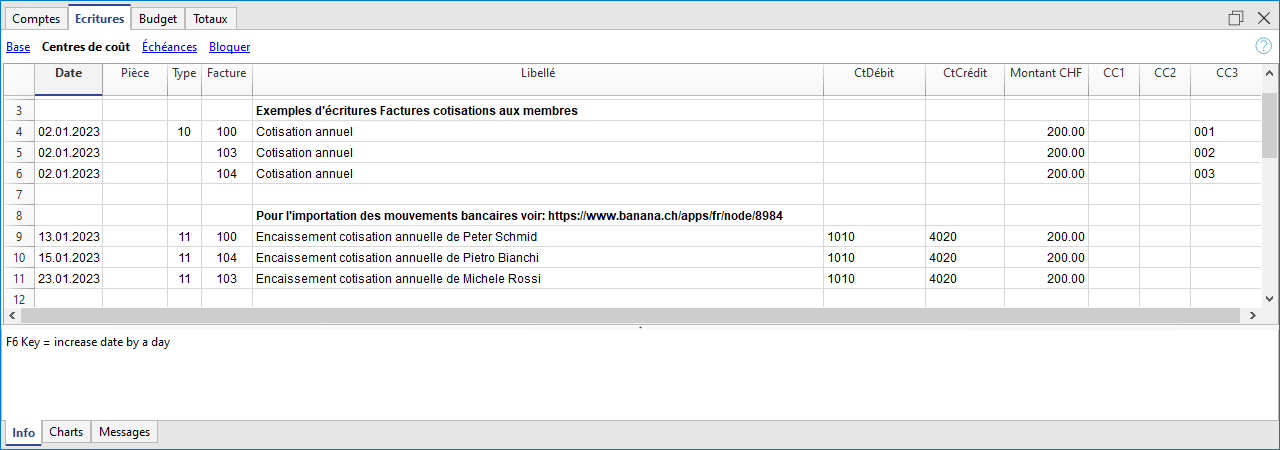 Comptes Ecritures Budget Totaux
Base Centres de coût Échéances Bloquer ?
Date Pièce Type Facture Libellé CtDébit CtCrédit Montant CHF CC1 CC2 CC3
3 Exemples d'écritures Factures cotisations aux membres
4 02.01.2023 10 100 Cotisation annuel 200.00 001
5 02.01.2023 103 Cotisation annuel 200.00 002
6 02.01.2023 104 Cotisation annuel 200.00 003
7
8 Pour l'importation des mouvements bancaires voir: https://www.banana.ch/apps/fr/node/8984
9 13.01.2023 11 100 Encaissement cotisation annuelle de Peter Schmid 1010 4020 200.00
10 15.01.2023 11 104 Encaissement cotisation annuelle de Pietro Bianchi 1010 4020 200.00
11 23.01.2023 11 103 Encaissement cotisation annuelle de Michele Rossi 1010 4020 200.00
12
F6 Key = increase date by a day
Info Charts Messages